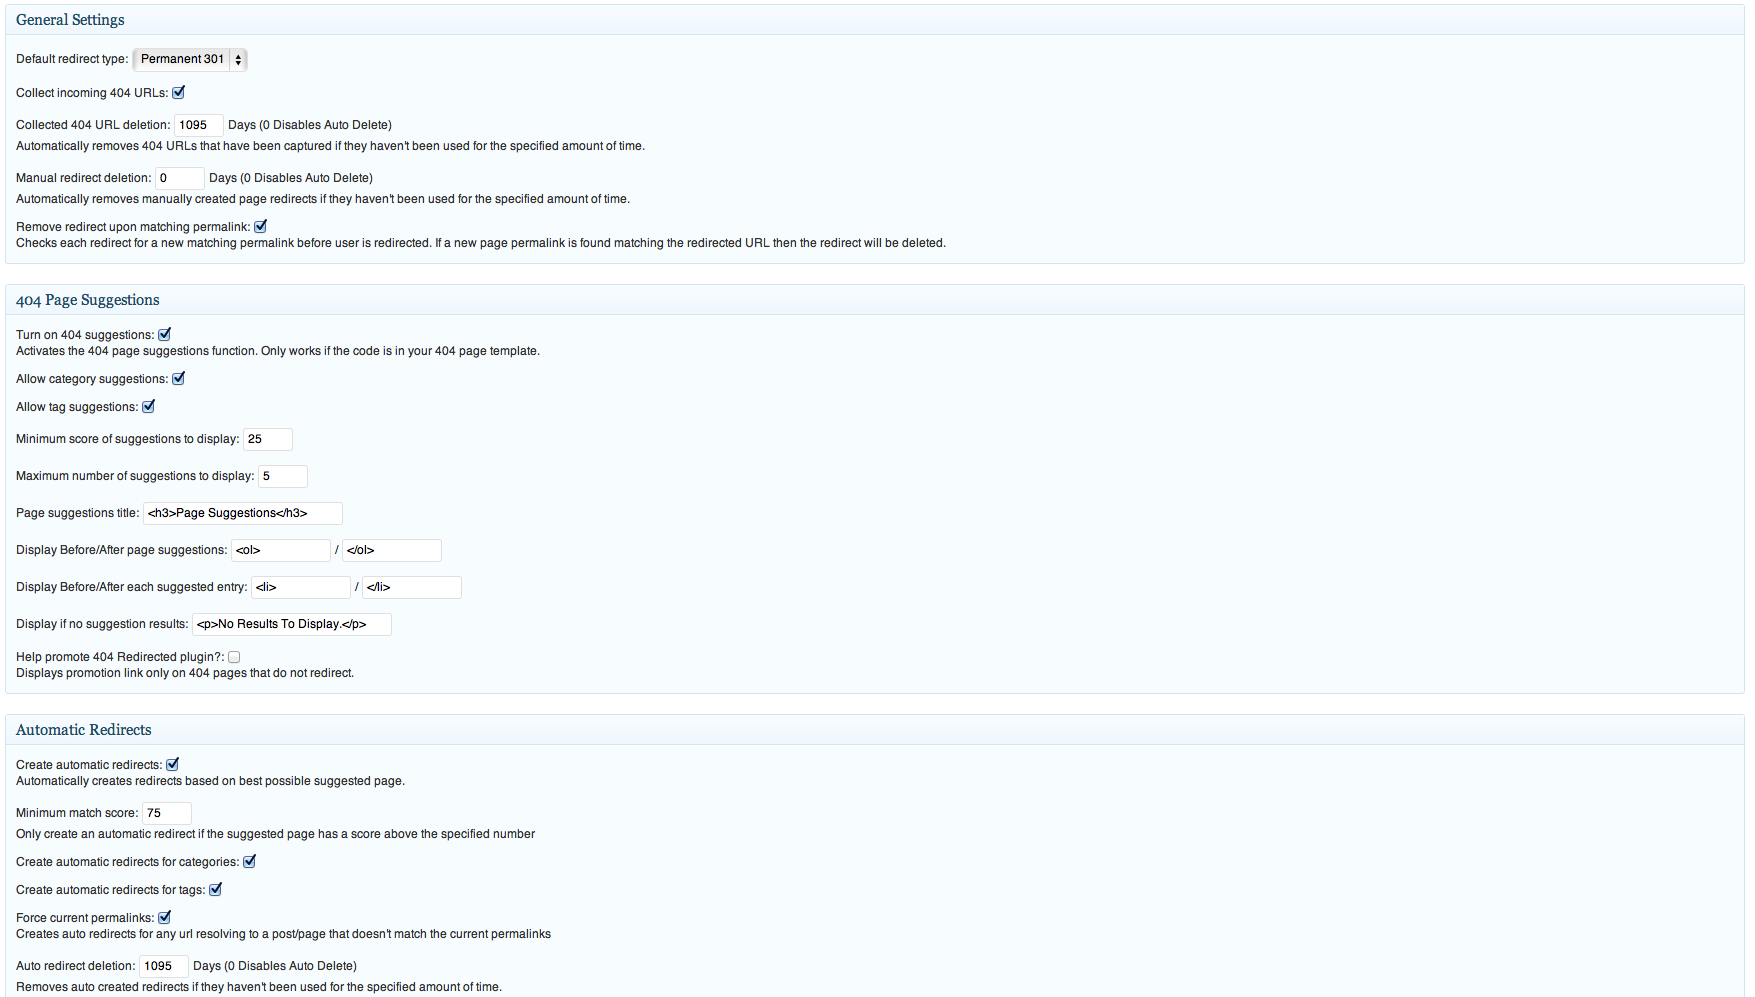 General Settings
Default redirect type: Permanent 301
Collect incoming 404 URLs:
Collected 404 URL deletion: 1095 Days (0 Disables Auto Delete)
Automatically removes 404 URLs that have been captured if they haven't been used for the specified amount of time.
Manual redirect deletion: 0 Days (0 Disables Auto Delete)
Automatically removes manually created page redirects if they haven't been used for the specified amount of time.
Remove redirect upon matching permalink:
Checks each redirect for a new matching permalink before user is redirected. If a new page permalink is found matching the redirected URL then the redirect will be deleted.
404 Page Suggestions
Turn on 404 suggestions:
Activates the 404 page suggestions function. Only works if the code is in your 404 page template.
Allow category suggestions:
Allow tag suggestions:
Minimum score of suggestions to display: 25
Maximum number of suggestions to display: 5
Page suggestions title: <h3>Page Suggestions</h3>
Display Before/After page suggestions: <ol> / </ol>
Display Before/After each suggested entry: <li> / </li>
Display if no suggestion results: <p>No Results To Display.</p>
Help promote 404 Redirected plugin?:
Displays promotion link only on 404 pages that do not redirect.
Automatic Redirects
Create automatic redirects:
Automatically creates redirects based on best possible suggested page.
Minimum match score: 75
Only create an automatic redirect if the suggested page has a score above the specified number
Create automatic redirects for categories:
Create automatic redirects for tags:
Force current permalinks:
Creates auto redirects for any url resolving to a post/page that doesn't match the current permalinks
Auto redirect deletion: 1095 Days (0 Disables Auto Delete)
Removes auto created redirects if they haven't been used for the specified amount of time.